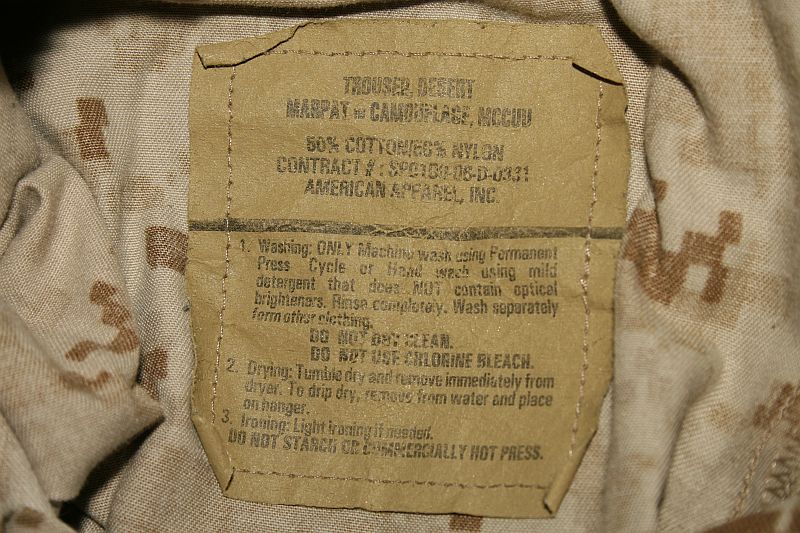 TROUSER, DESERT
MARPAT ® CAMOUFLAGE, MCCUU
50% COTTON/50% NYLON
CONTRACT # : SP0100-06-D-0331
AMERICAN APPAREL, INC.
1. Washing: ONLY Machine wash using Permanent
Press Cycle or Hand wash using mild
detergent that does NOT contain optical
brighteners. Rinse completely. Wash separately
form other clothing.
DO NOT DRY CLEAN.
DO NOT USE CHLORINE BLEACH.
2. Drying: Tumble dry and remove immediately from
dryer. To drip dry, remove from water and place
on hanger.
3. Ironing: Light ironing if needed.
DO NOT STARCH OR COMMERCIALLY HOT PRESS.